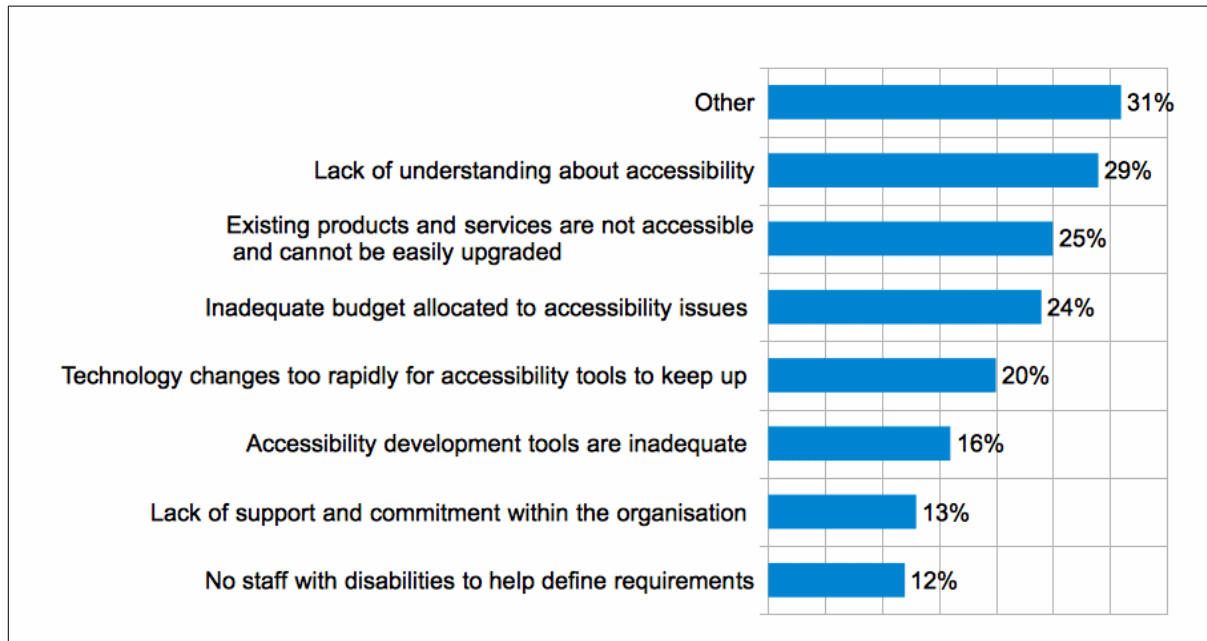 Other
31%
Lack of understanding about accessibility
29%
Existing products and services are not accessible
and cannot be easily upgraded
25%
Inadequate budget allocated to accessibility issues
24%
Technology changes too rapidly for accessibility tools to keep up
20%
Accessibility development tools are inadequate
16%
Lack of support and commitment within the organisation
13%
No staff with disabilities to help define requirements
12%